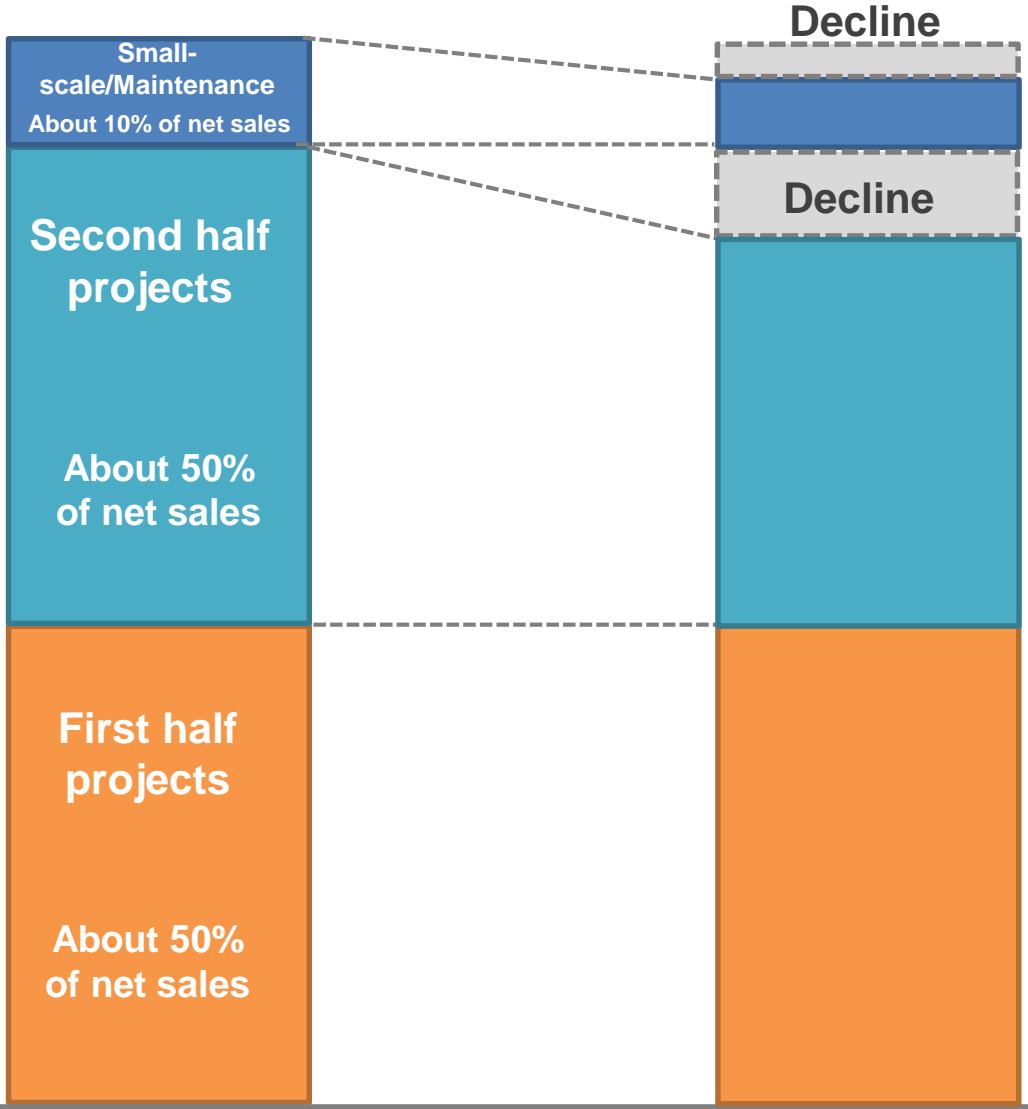 Small-
scale/Maintenance
About 10% of net sales
Second half
projects
About 50%
of net sales
First half
projects
About 50%
of net sales
Decline
Decline